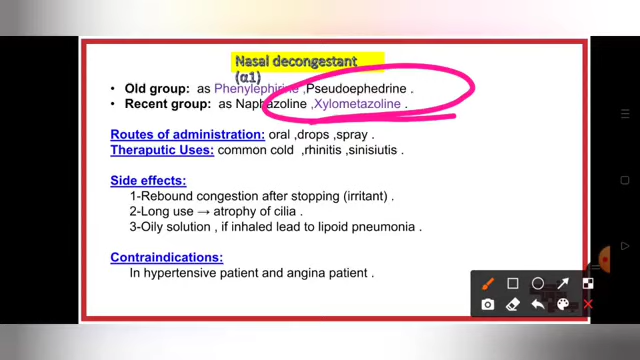 Nasal decongestant
(α1)
• Old group: as Phenylephirine ,Pseudoephedrine .
• Recent group: as Naphazoline ,Xylometazoline .
Routes of administration: oral ,drops ,spray .
Theraputic Uses: common cold ,rhinitis ,sinisiutis .
Side effects:
1-Rebound congestion after stopping (irritant) .
2-Long use → atrophy of cilia .
3-Oily solution , if inhaled lead to lipoid pneumonia .
Contraindications:
In hypertensive patient and angina patient .